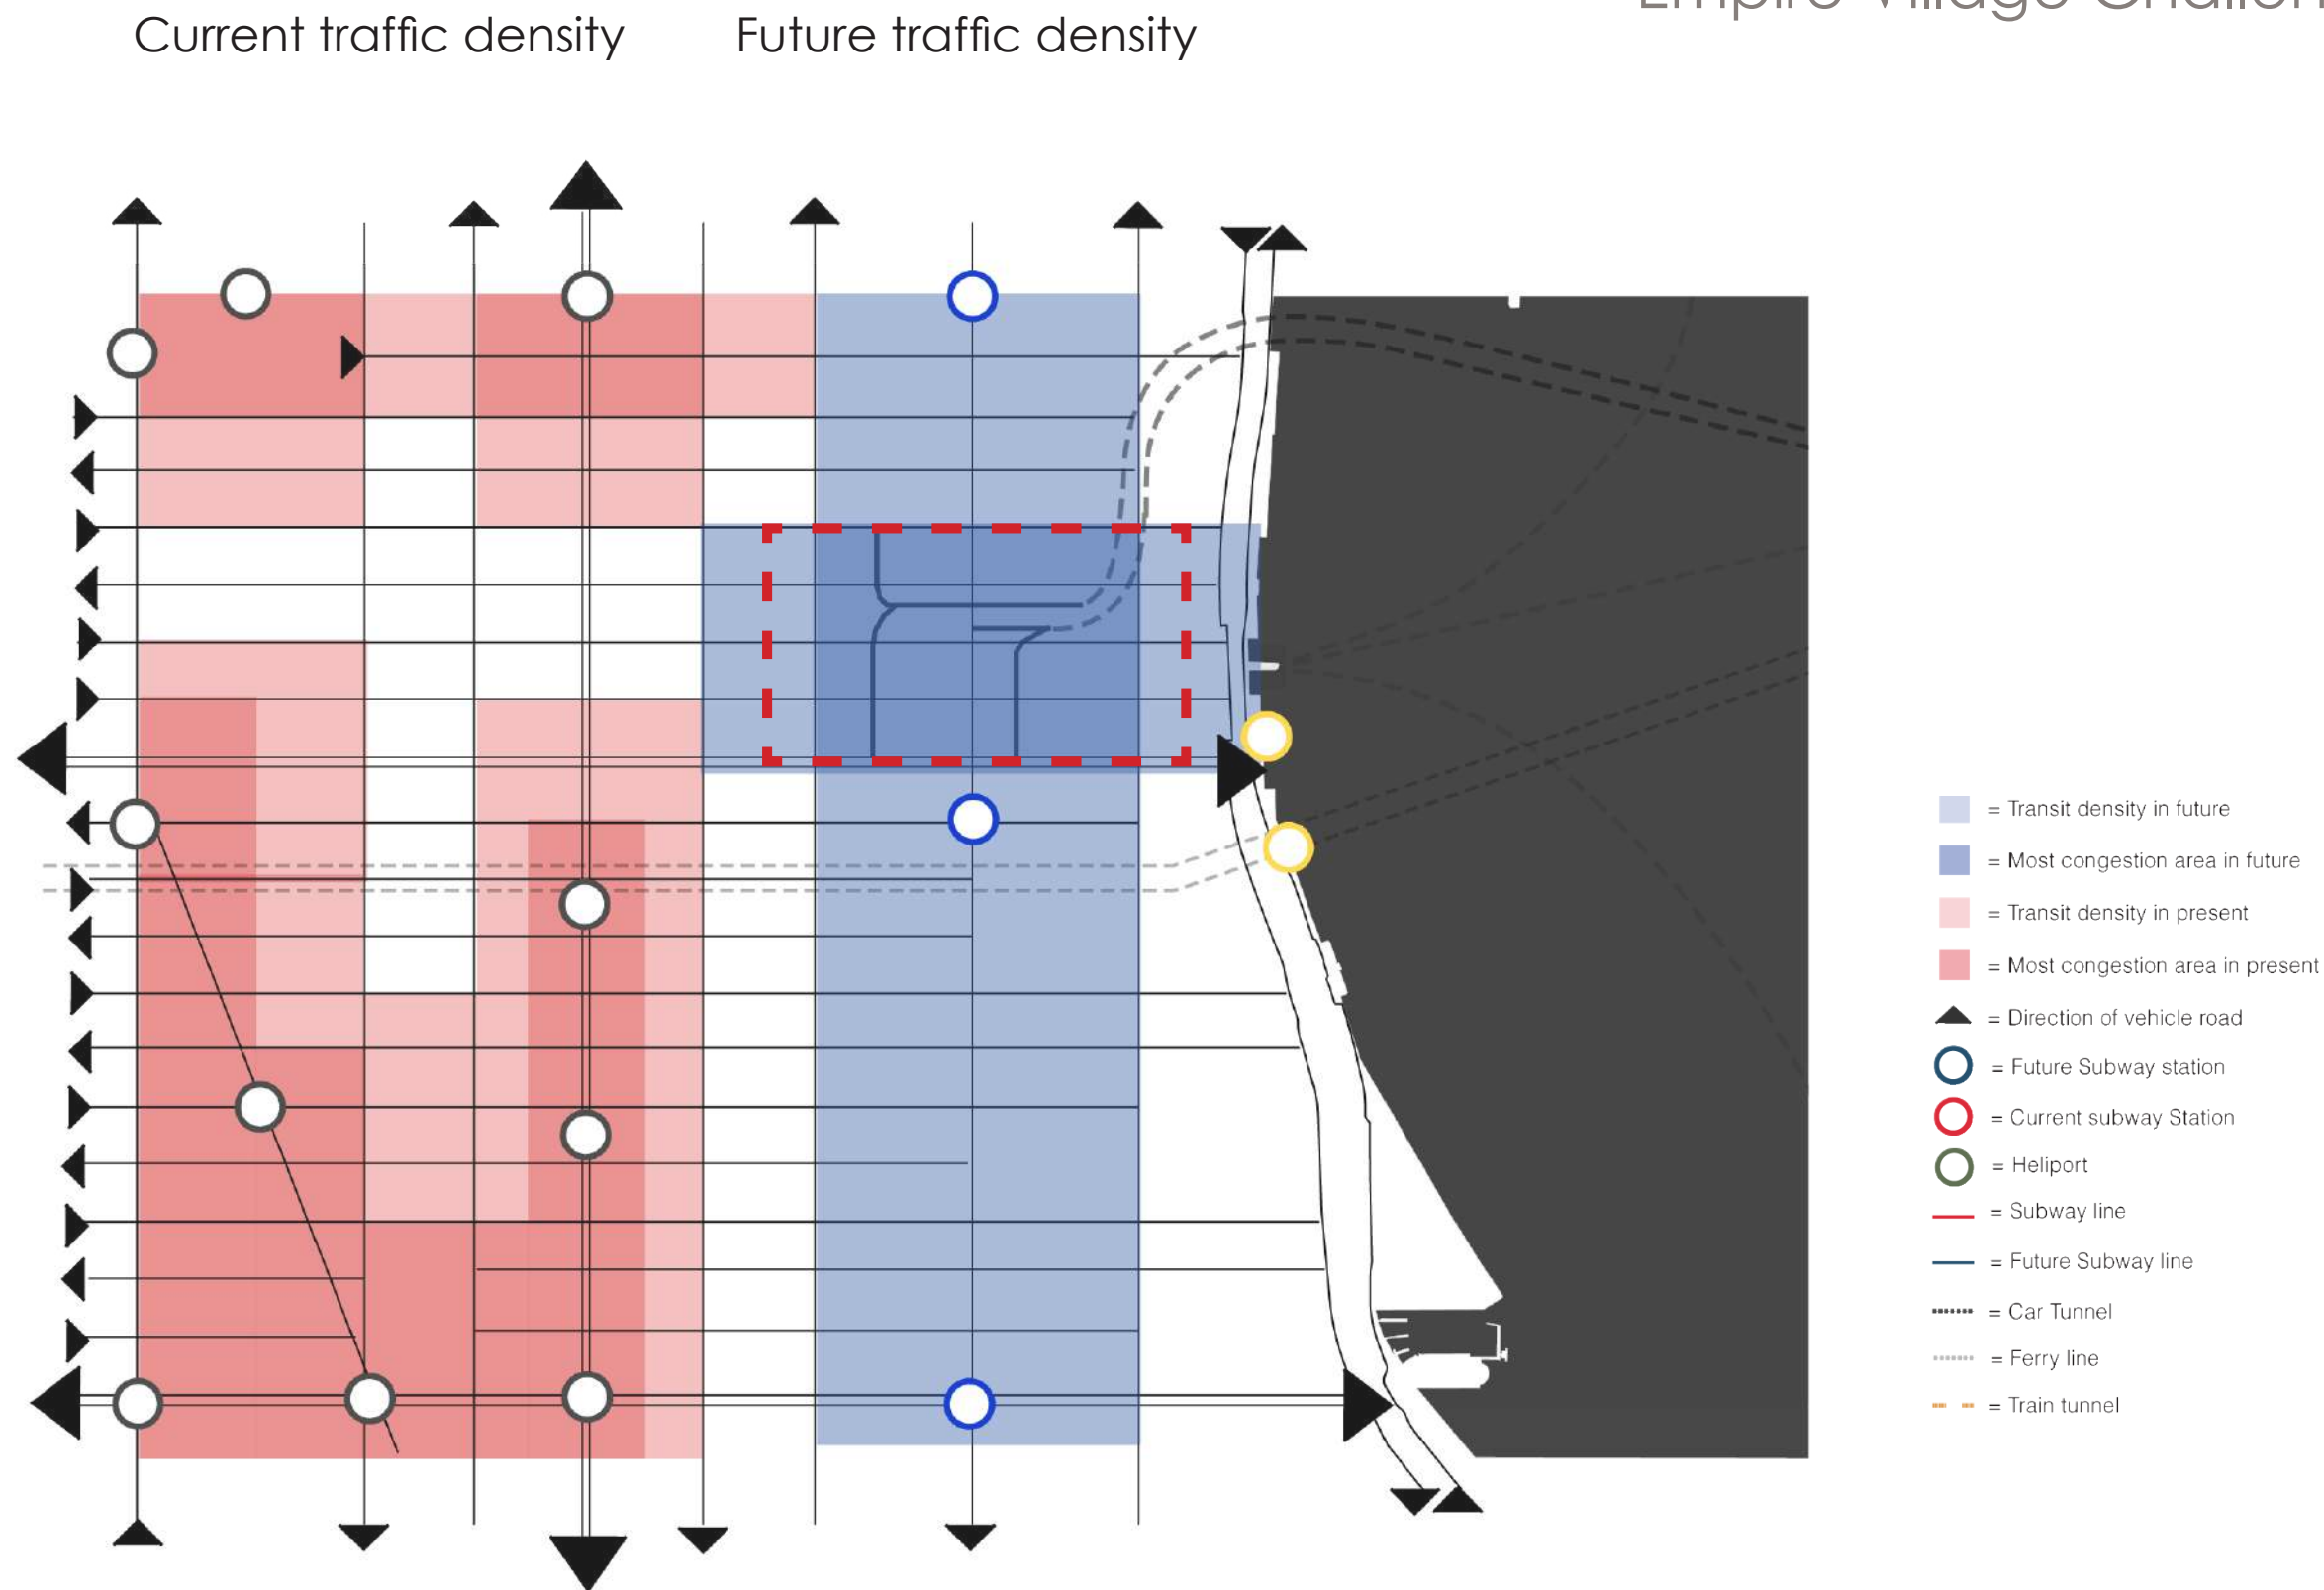 Current traffic density
Future traffic density
Empire Village
= Transit density in future
= Most congestion area in future
= Transit density in present
= Most congestion area in present
= Direction of vehicle road
= Future Subway station
= Current subway Station
= Heliport
= Subway line
= Future Subway line
= Car Tunnel
= Ferry line
= Train tunnel